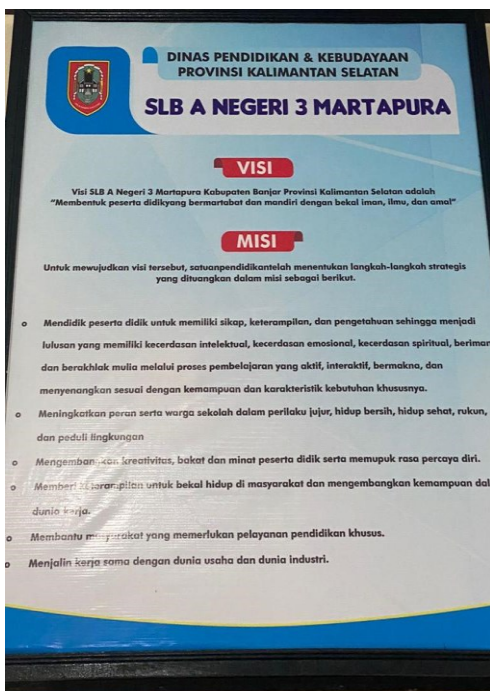 DINAS PENDIDIKAN & KEBUDAYAAN
PROVINSI KALIMANTAN SELATAN
SLB A NEGERI 3 MARTAPURA
VISI
Visi SLB A Negeri 3 Martapura Kabupaten Banjar Provinsi Kalimantan Selatan adalah
"Membentuk peserta didikyang bermartabat dan mandiri dengan bekal iman, ilmu, dan amal"
MISI
Untuk mewujudkan visi tersebut, satuanpendidikantelah menentukan langkah-langkah strategis
yang dituangkan dalam misi sebagai berikut.
Mendidik peserta didik untuk memiliki sikap, keterampilan, dan pengetahuan sehingga menjadi
lulusan yang memiliki kecerdasan intelektual, kecerdasan emosional, kecerdasan spiritual, beriman
dan berakhlak mulia melalui proses pembelajaran yang aktif, interaktif, bermakna, dan
menyenangkan sesuai dengan kemampuan dan karakteristik kebutuhan khususnya.
Meningkatkan peran serta warga sekolah dalam perilaku jujur, hidup bersih, hidup sehat, rukun,
dan peduli lingkungan
Mengembangkan kreativitas, bakat dan minat peserta didik serta memupuk rasa percaya diri.
Memberi keterampilan untuk bekal hidup di masyarakat dan mengembangkan kemampuan
dunia kerja.
Membantu masyarakat yang memerlukan pelayanan pendidikan khusus.
Menjalin kerja sama dengan dunia usaha dan dunia industri.